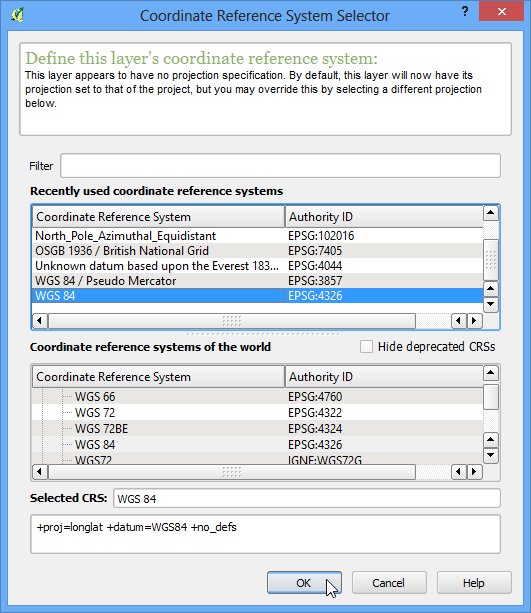 Coordinate Reference System Selector
?
Define this layer's coordinate reference system:
This layer appears to have no projection specification. By default, this layer will now have its
projection set to that of the project, but you may override this by selecting a different projection
below.
Filter
Recently used coordinate reference systems
Coordinate Reference System Authority ID
North_Pole_Azimuthal_Equidistant EPSG:102016
OSGB 1936 / British National Grid EPSG:7405
Unknown datum based upon the Everest 183... EPSG:4044
WGS 84 / Pseudo Mercator EPSG:3857
WGS 84 EPSG:4326
Coordinate reference systems of the world Hide deprecated CRSs
Coordinate Reference System Authority ID
WGS 66 EPSG:4760
WGS 72 EPSG:4322
WGS 72BE EPSG:4324
WGS 84 EPSG:4326
WGS72 IGNF:WGS72G
Selected CRS: WGS 84
+proj=longlat +datum=WGS84 +no_defs
OK Cancel Help